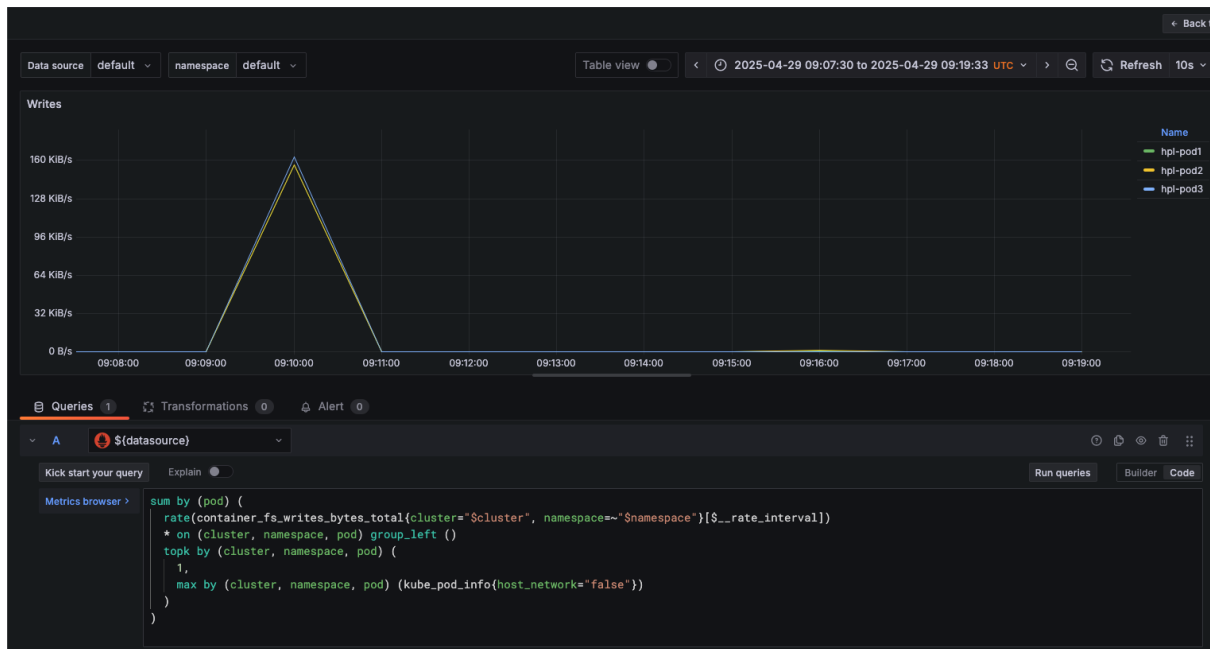 ← Back
Data source default namespace default Table view 2025-04-29 09:07:30 to 2025-04-29 09:19:33 UTC Refresh 10s
Writes
Name
hpl-pod1
hpl-pod2
hpl-pod3
160 KiB/s
128 KiB/s
96 KiB/s
64 KiB/s
32 KiB/s
0 B/s
09:08:00 09:09:00 09:10:00 09:11:00 09:12:00 09:13:00 09:14:00 09:15:00 09:16:00 09:17:00 09:18:00 09:19:00
Queries 1 Transformations 0 Alert 0
A ${datasource}
Kick start your query Explain Run queries Builder Code
Metrics browser >
sum by (pod) (
rate(container_fs_writes_bytes_total{cluster="$cluster", namespace=~"$namespace"}[$__rate_interval])
* on (cluster, namespace, pod) group_left ()
topk by (cluster, namespace, pod) (
1,
max by (cluster, namespace, pod) (kube_pod_info{host_network="false"})
)
)